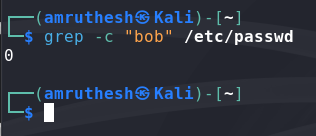 ┌──(amruthesh㉿Kali)-[~]
└─$ grep -c "bob" /etc/passwd
0
┌──(amruthesh㉿Kali)-[~]
└─$